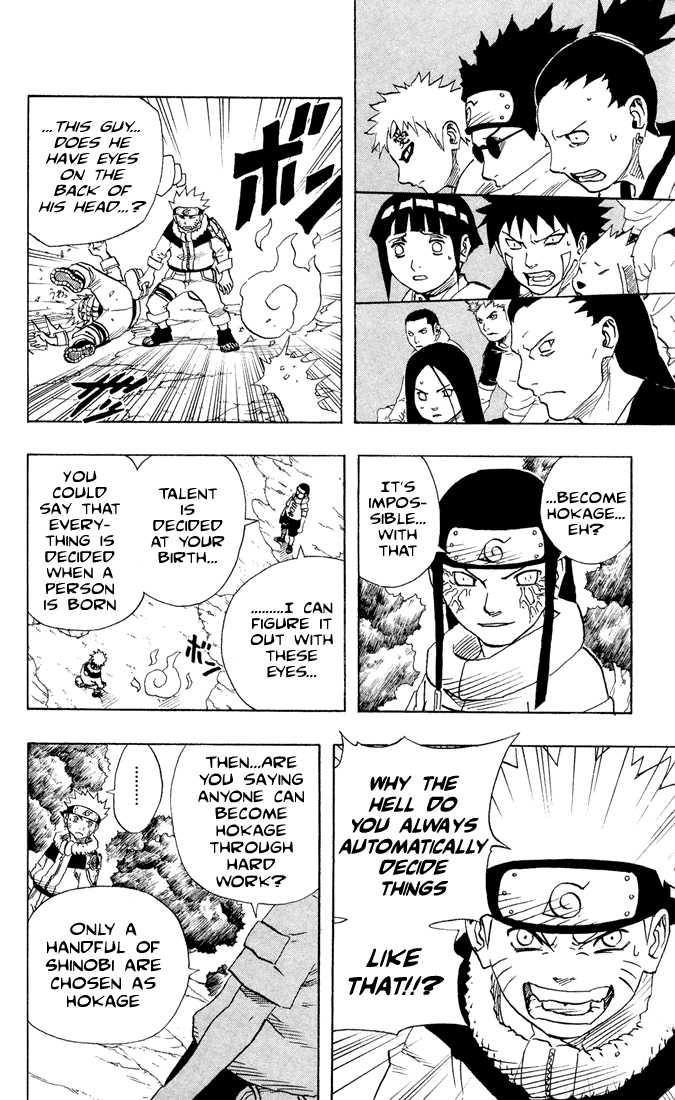 ...THIS GUY...
DOES HE
HAVE EYES
ON THE
BACK OF
HIS HEAD...?
ボン
...BECOME
HOKAGE...
EH?
IT'S
IMPOS-
SIBLE...
WITH
THAT
.........I CAN
FIGURE IT
OUT WITH
THESE
EYES...
TALENT
IS
DECIDED
AT YOUR
BIRTH...
YOU
COULD
SAY THAT
EVERY-
THING IS
DECIDED
WHEN A
PERSON
IS BORN
ボン
WHY THE
HELL DO
YOU ALWAYS
AUTOMATICALLY
DECIDE
THINGS
LIKE
THAT!!?
THEN...ARE
YOU SAYING
ANYONE CAN
BECOME
HOKAGE
THROUGH
HARD
WORK?
.........
ONLY A
HANDFUL OF
SHINOBI ARE
CHOSEN AS
HOKAGE